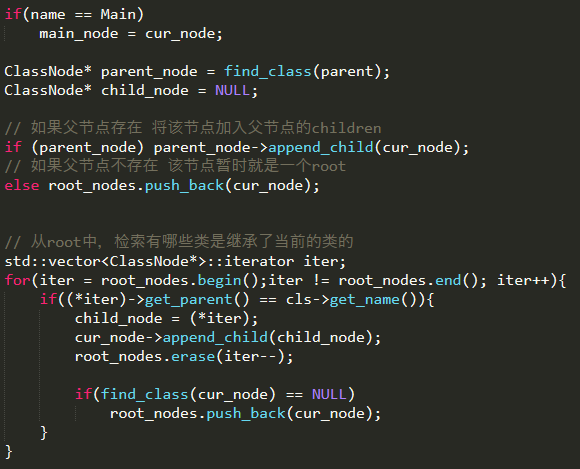 if(name == Main)
    main_node = cur_node;

ClassNode* parent_node = find_class(parent);
ClassNode* child_node = NULL;

// 如果父节点存在 将该节点加入父节点的children
if (parent_node) parent_node->append_child(cur_node);
// 如果父节点不存在 该节点暂时就是一个root
else root_nodes.push_back(cur_node);


// 从root中, 检索有哪些类是继承了当前的类的
std::vector<ClassNode*>::iterator iter;
for(iter = root_nodes.begin();iter != root_nodes.end(); iter++){
    if((*iter)->get_parent() == cls->get_name()){
        child_node = (*iter);
        cur_node->append_child(child_node);
        root_nodes.erase(iter--);

        if(find_class(cur_node) == NULL)
            root_nodes.push_back(cur_node);
    }
}